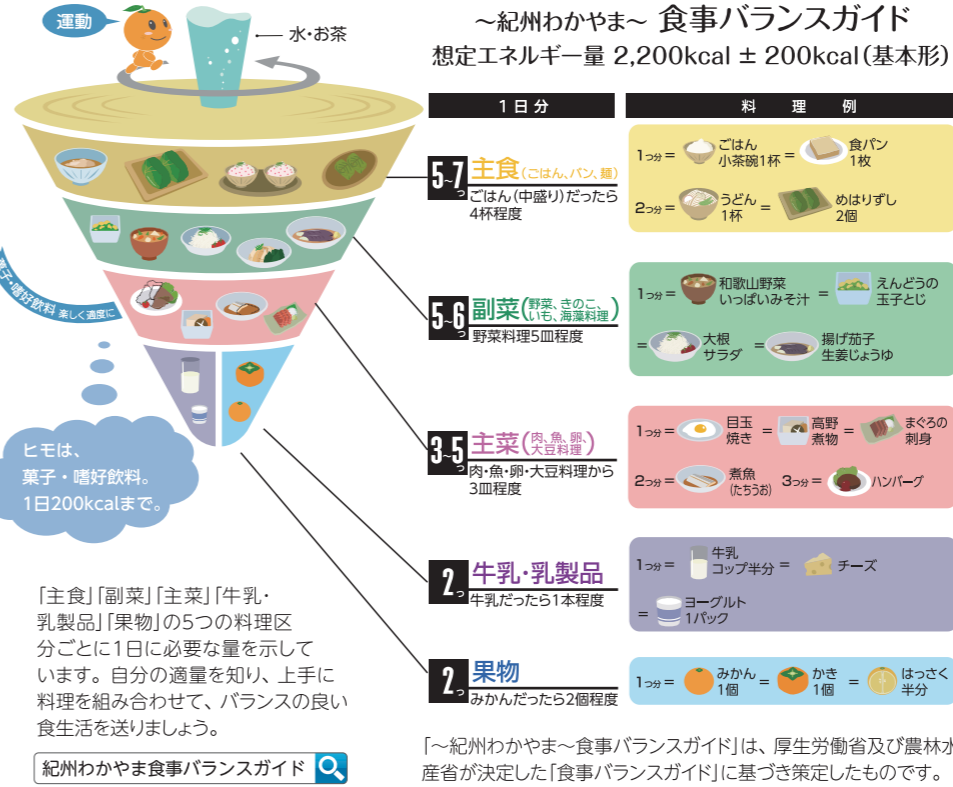 運動
水・お茶
～紀州わかやま～ 食事バランスガイド
想定エネルギー量 2,200kcal ± 200kcal(基本形)
1日分
料理例
5~7つ
主食(ごはん、パン、麺)
ごはん(中盛り)だったら
4杯程度
1つ分=
ごはん
小茶碗1杯
=
食パン
1枚
2つ分=
うどん
1杯
=
めはりずし
2個
5~6つ
副菜(野菜、きのこ、
いも、海藻料理)
野菜料理5皿程度
1つ分=
和歌山野菜
いっぱいみそ汁
=
えんどうの
玉子とじ
=
大根
サラダ
=
揚げ茄子
生姜じょうゆ
3~5つ
主菜(肉、魚、卵、
大豆料理)
肉・魚・卵・大豆料理から
3皿程度
1つ分=
目玉
焼き
=
高野
煮物
=
まぐろの
刺身
2つ分=
煮魚
(たちうお)
3つ分=
ハンバーグ
2つ
牛乳・乳製品
牛乳だったら1本程度
1つ分=
牛乳
コップ半分
=
チーズ
=
ヨーグルト
1パック
2つ
果物
みかんだったら2個程度
1つ分=
みかん
1個
=
かき
1個
=
はっさく
半分
菓子・嗜好飲料 楽しく適度に
ヒモは、
菓子・嗜好飲料。
1日200kcalまで。
「主食」「副菜」「主菜」「牛乳・
乳製品」「果物」の5つの料理区
分ごとに1日に必要な量を示して
います。自分の適量を知り、上手に
料理を組み合わせて、バランスの良い
食生活を送りましょう。
紀州わかやま食事バランスガイド
「～紀州わかやま～食事バランスガイド」は、厚生労働省及び農林水
産省が決定した「食事バランスガイド」に基づき策定したものです。